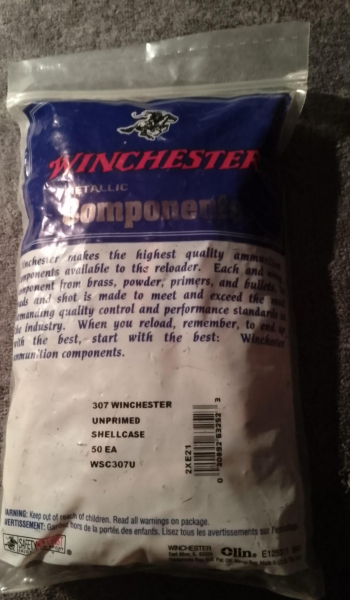 WINCHESTER
METALLIC
Components
Winchester makes the highest quality ammunition
components available to the reloader. Each and every
component from brass, powder, primers, and bullets, to
wads and shot is made to meet and exceed the most
demanding quality control and performance standards in
the industry. When you reload, remember, to end up
with the best, start with the best: Winchester
ammunition components.
307 WINCHESTER
UNPRIMED
SHELLCASE
50 EA
WSC307U
2XE21
WARNING: Keep out of reach of children. Read all warnings on package.
AVERTISSEMENT: Gardez hors de la portée des enfants. Lisez tous les avertissements sur
SAFETY
WINCHESTER
Olin.